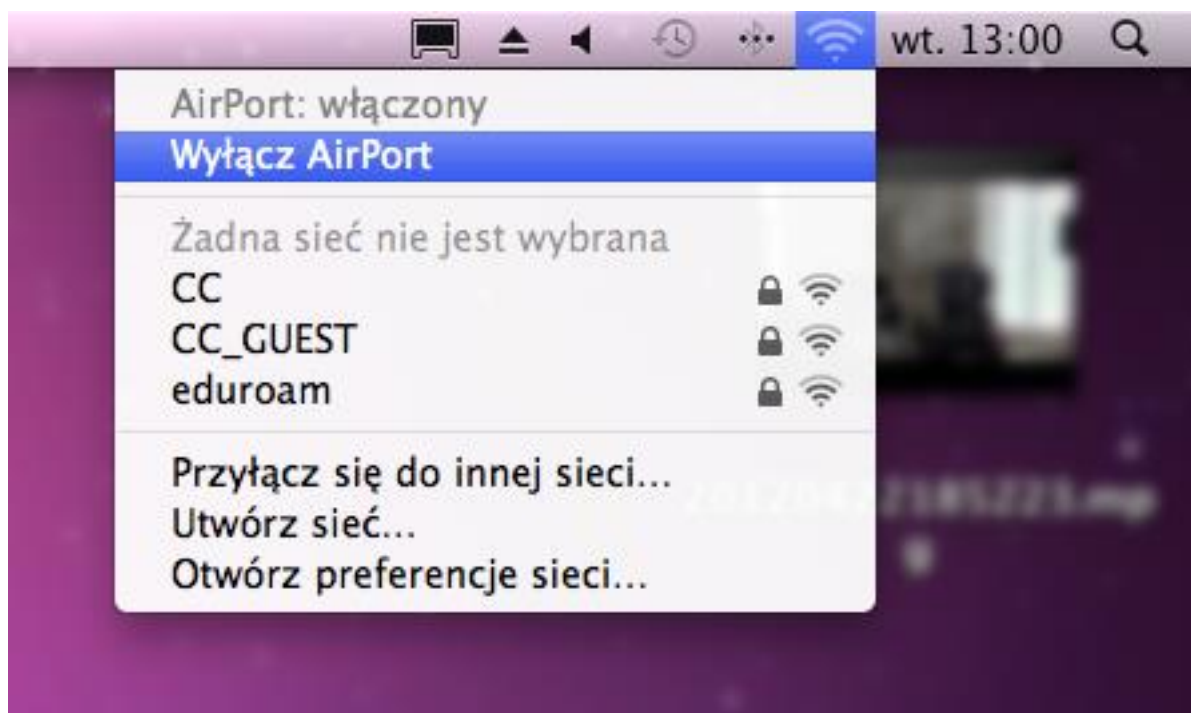 wt. 13:00
AirPort: włączony
Wyłącz AirPort
Żadna sieć nie jest wybrana
CC
CC_GUEST
eduroam
Przyłącz się do innej sieci...
Utwórz sieć...
Otwórz preferencje sieci...